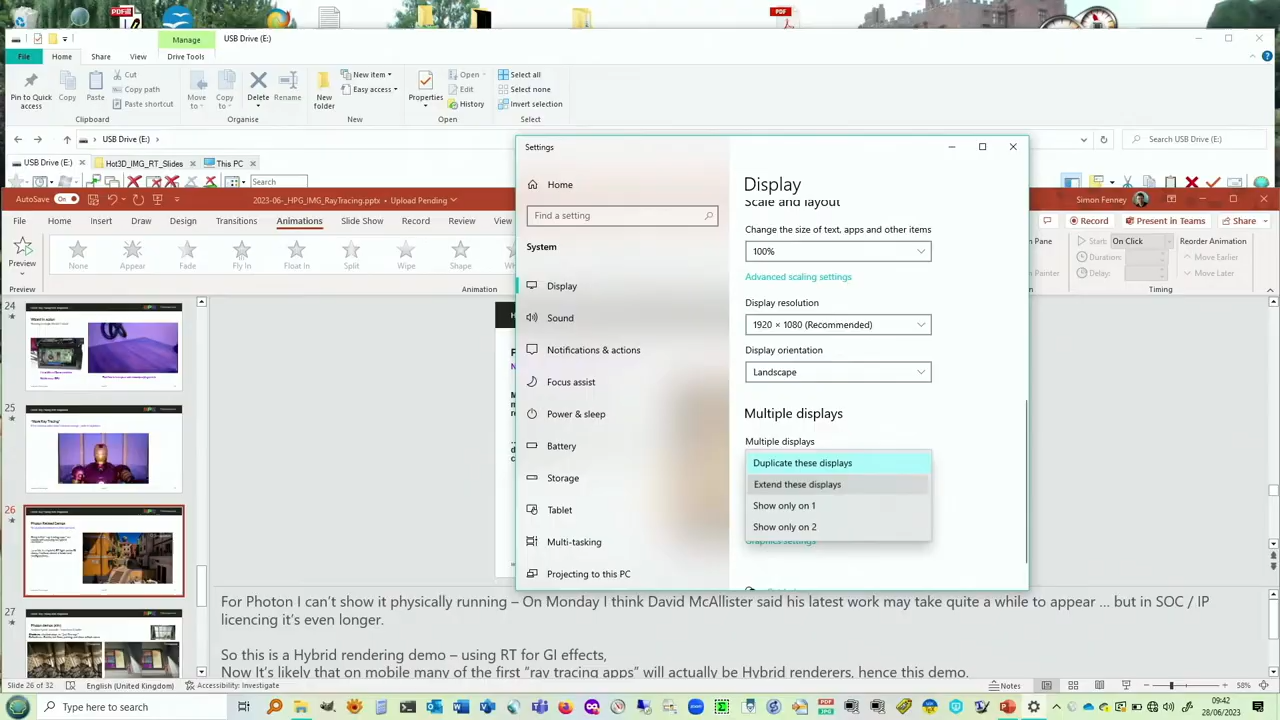 Manage
USB Drive (E:)
File
Home
Share
View
Drive Tools
Pin to Quick access
Copy
Paste
Cut
Copy path
Paste shortcut
Clipboard
Move to
Copy to
Delete
Rename
Organise
New folder
New item
Easy access
New
Properties
Open
Edit
History
Open
Select all
Select none
Invert selection
Select
USB Drive (E:)
Search USB Drive (E:)
USB Drive (E:)
Hot3D_IMG_RT_Slides
This PC
Search
AutoSave
On
2023-06-_HPG_IMG_RayTracing.pptx
• Upload Pending
Simon Fenney
File
Home
Insert
Draw
Design
Transitions
Animations
Slide Show
Record
Record
Present in Teams
Share
Preview
Preview
None
Appear
Fade
Fly In
Float In
Split
Wipe
Shape
Start:
On Click
Duration:
Delay:
Timing
Reorder Animation
Move Earlier
Move Later
24
25
26
27
Settings
Home
Find a setting
System
Display
Sound
Notifications & actions
Focus assist
Power & sleep
Battery
Storage
Tablet
Multi-tasking
Projecting to this PC
Display
Scale and layout
Change the size of text, apps and other items
100%
Advanced scaling settings
Display resolution
1920 × 1080 (Recommended)
Display orientation
Landscape
Multiple displays
Multiple displays
Duplicate these displays
Extend these displays
Show only on 1
Show only on 2
Graphics settings
For Photon I can't show it physically running – On Monday I think David McAllister said his latest work may take quite a while to appear ... but in SOC / IP
licencing it's even longer.
So this is a Hybrid rendering demo – using RT for GI effects,
Now It's likely that on mobile many of the first "ray tracing apps" will actually be hybrid renderers, hence this demo.
Slide 26 of 32
English (United Kingdom)
Accessibility: Investigate
Notes
58%
Type here to search
09:42
28/06/2023